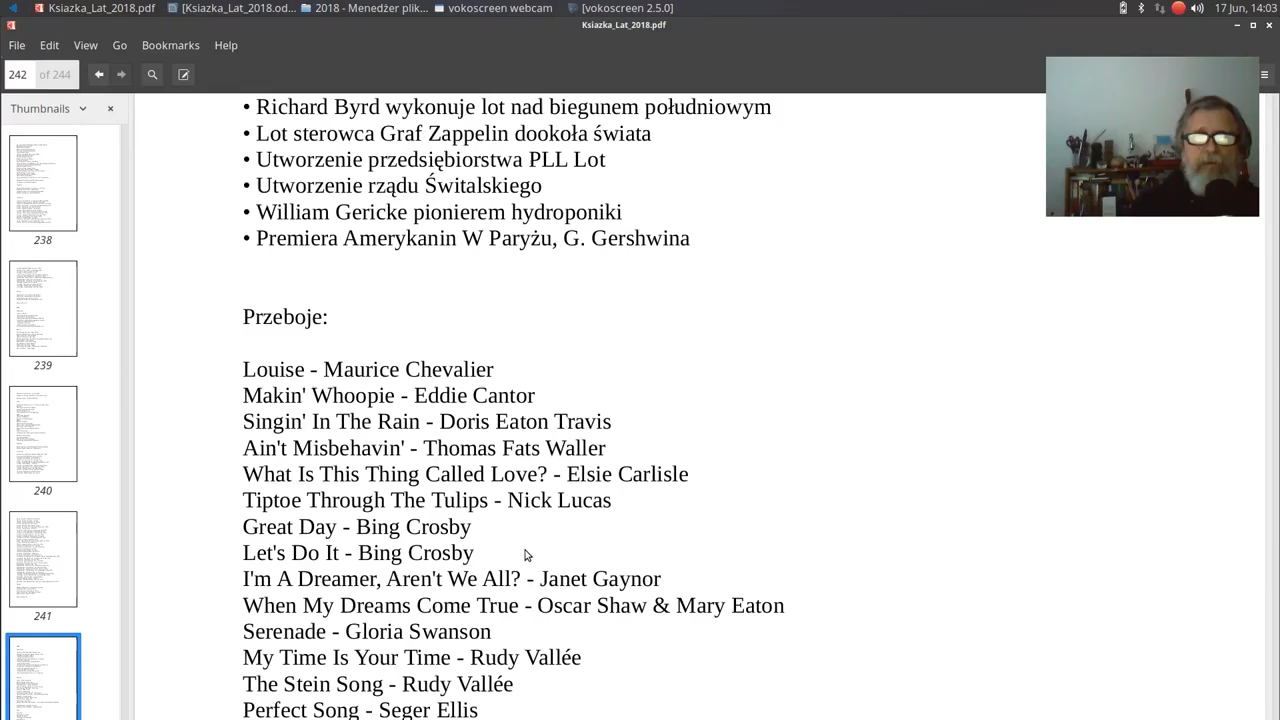 Ksiazka_Lat_2018.pdf
[Ksiazka_Lat_2018.od...
2018 - Menedżer plik...
vokoscreen webcam
[vokoscreen 2.5.0]
17 Jun, 14:03
Ksiazka_Lat_2018.pdf
File Edit View Go Bookmarks Help
242 of 244
Thumbnails
238
239
240
241
• Richard Byrd wykonuje lot nad biegunem południowym
• Lot sterowca Graf Zappelin dookoła świata
• Utworzenie przedsiębiorstwa PLL Lot
• Utworzenie rządu Świtalskiego
• William Gericke pionierem hydroponiki
• Premiera Amerykanin W Paryżu, G. Gershwina
Przeboje:
Louise - Maurice Chevalier
Makin' Whoopie - Eddie Cantor
Singin' In The Rain - Doris Eaton Travis
Ain't Misbehavin' - Thomas Fats Waller
What Is This Thing Called Love? - Elsie Carlisle
Tiptoe Through The Tulips - Nick Lucas
Great Day - Bing Crosby
Let's Do It - Bing Crosby
I'm A Dreamer, Aren't We All? - Janet Gaynor
When My Dreams Come True - Oscar Shaw & Mary Eaton
Serenade - Gloria Swanson
My Time Is Your Time - Rudy Vallée
The Stein Song - Rudy Vallée
Perfect Song - Seger Ellis